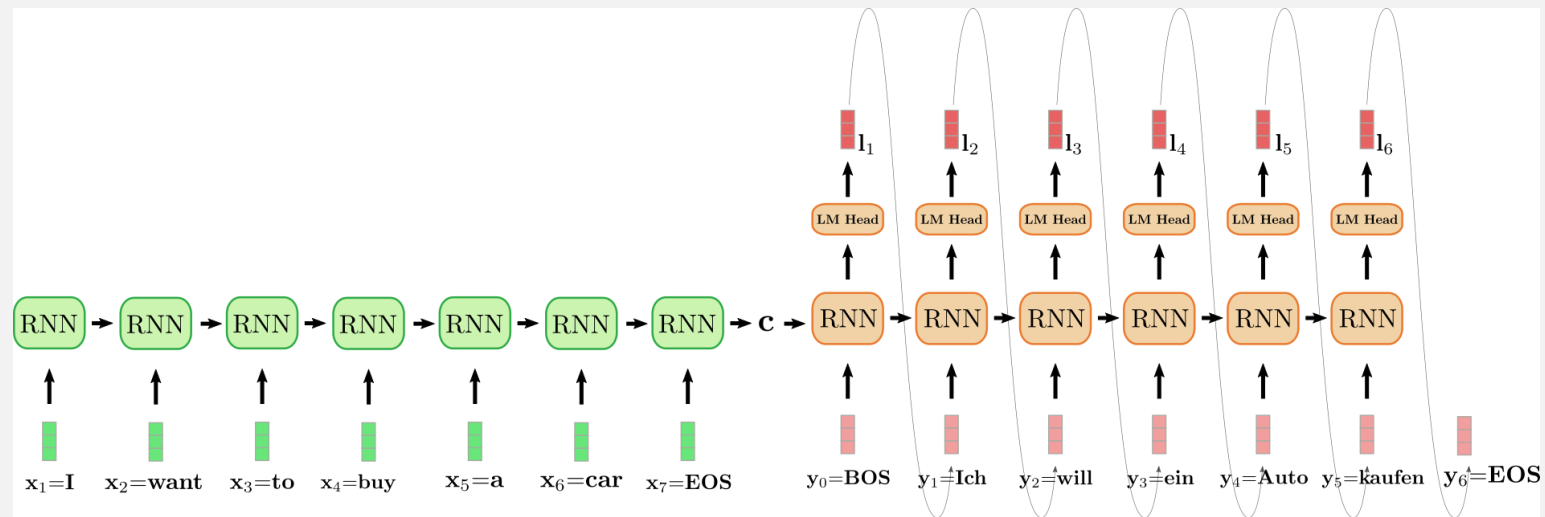 l₁ l₂ l₃ l₄ l₅ l₆
LM Head LM Head LM Head LM Head LM Head LM Head
RNN RNN RNN RNN RNN RNN RNN c RNN RNN RNN RNN RNN RNN
x₁=I x₂=want x₃=to x₄=buy x₅=a x₆=car x₇=EOS y₀=BOS y₁=Ich y₂=will y₃=ein y₄=Auto y₅=kaufen y₆=EOS